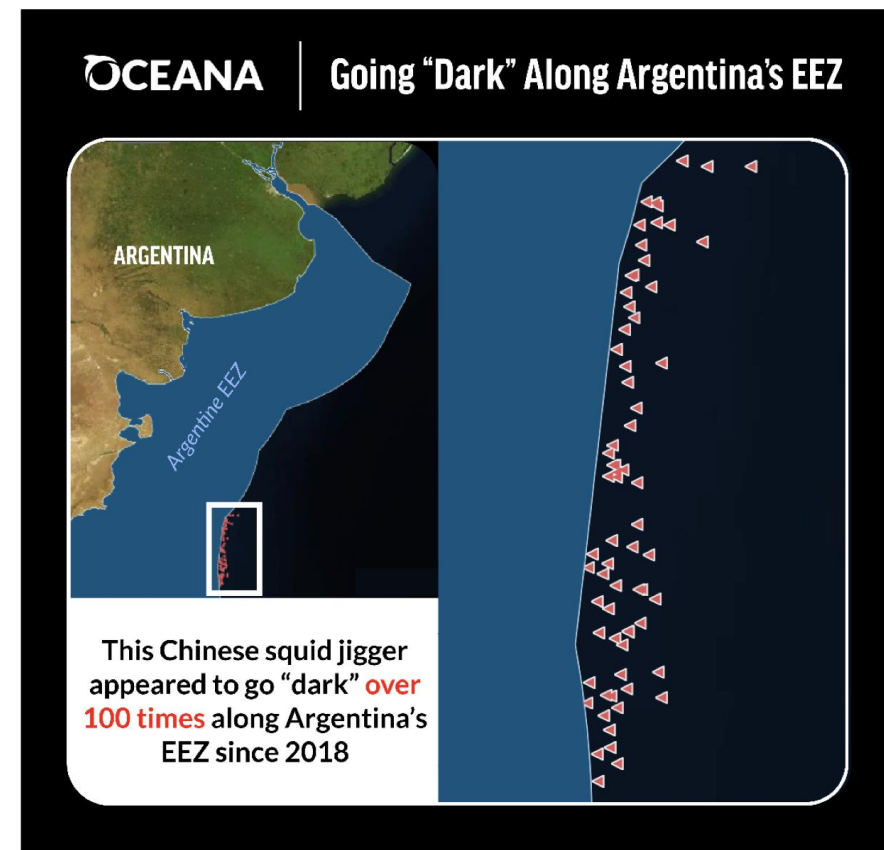 OCEANA
Going “Dark” Along Argentina’s EEZ
ARGENTINA
Argentine EEZ
This Chinese squid jigger
appeared to go “dark” over
100 times along Argentina’s
EEZ since 2018